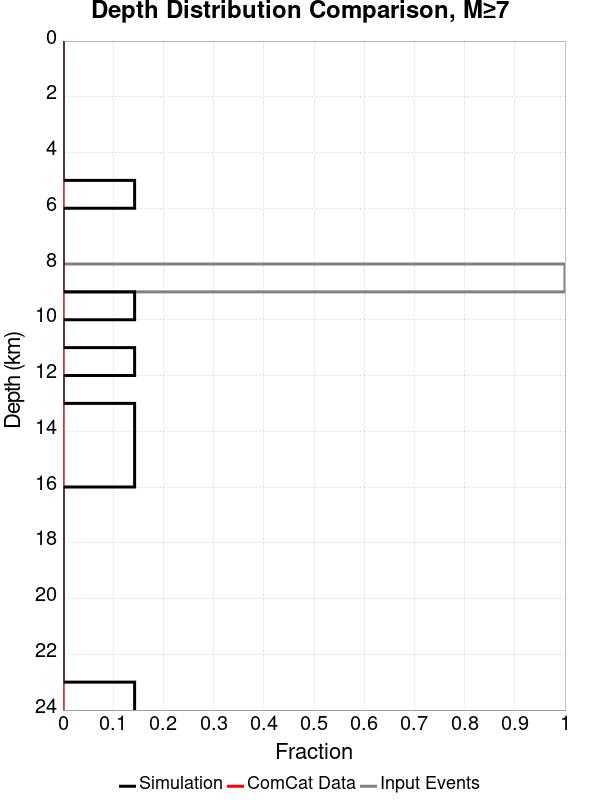 Depth Distribution Comparison, M≥7
0
2
4
6
8
10
12
14
16
18
20
22
24
Depth (km)
0 0.1 0.2 0.3 0.4 0.5 0.6 0.7 0.8 0.9 1
Fraction
Simulation ComCat Data Input Events